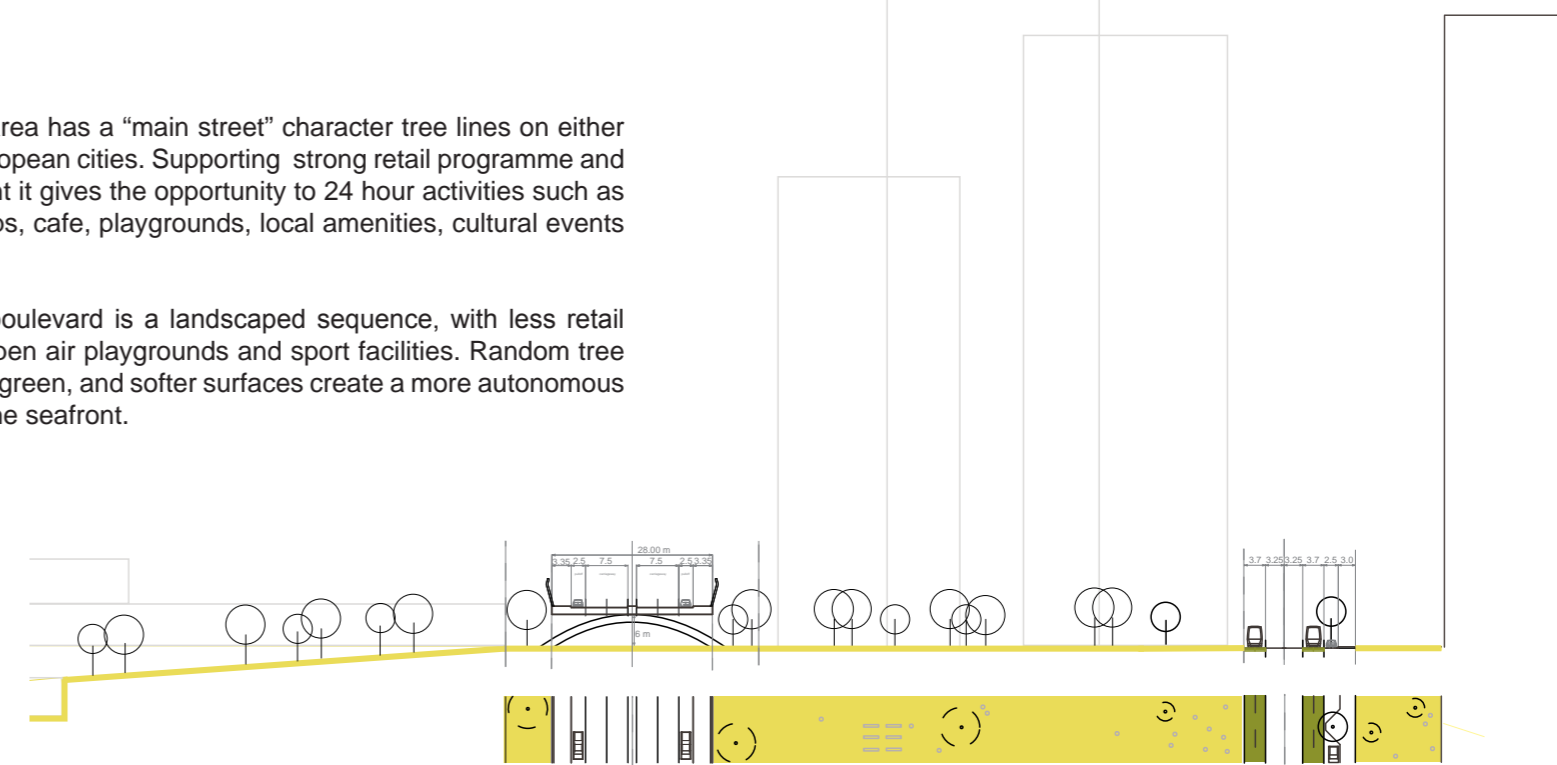 rea has a “main street” character tree lines on either
opean cities. Supporting strong retail programme and
t it gives the opportunity to 24 hour activities such as
os, cafe, playgrounds, local amenities, cultural events
oulevard is a landscaped sequence, with less retail
en air playgrounds and sport facilities. Random tree
green, and softer surfaces create a more autonomous
e seafront.
28.00 m
3.35 2.5 7.5 7.5 2.5 3.35
6 m
3.7 3.25 3.25 3.7 2.5 3.0